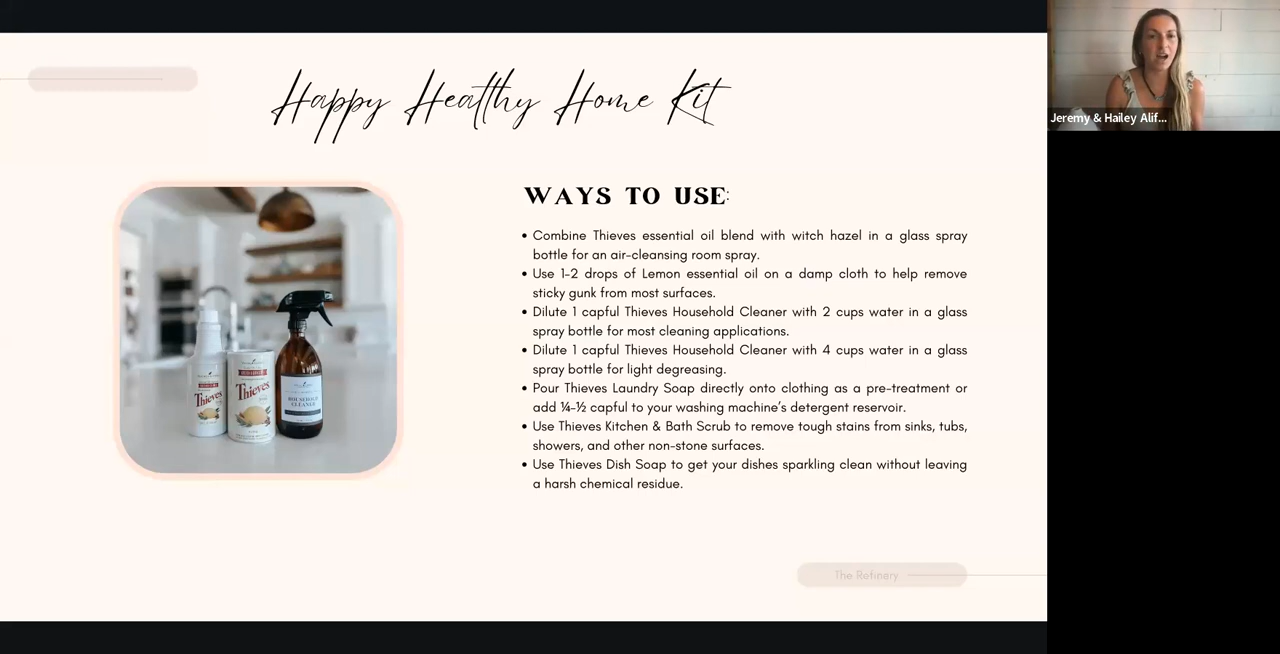 Happy Healthy Home Kit
Jeremy & Hailey Alif...
WAYS TO USE:
• Combine Thieves essential oil blend with witch hazel in a glass spray
bottle for an air-cleansing room spray.
• Use 1-2 drops of Lemon essential oil on a damp cloth to help remove
sticky gunk from most surfaces.
• Dilute 1 capful Thieves Household Cleaner with 2 cups water in a glass
spray bottle for most cleaning applications.
• Dilute 1 capful Thieves Household Cleaner with 4 cups water in a glass
spray bottle for light degreasing.
• Pour Thieves Laundry Soap directly onto clothing as a pre-treatment or
add ¼-½ capful to your washing machine’s detergent reservoir.
• Use Thieves Kitchen & Bath Scrub to remove tough stains from sinks, tubs,
showers, and other non-stone surfaces.
• Use Thieves Dish Soap to get your dishes sparkling clean without leaving
a harsh chemical residue.
Thieves
Thieves
HOUSEHOLD
CLEANER
The Refinery